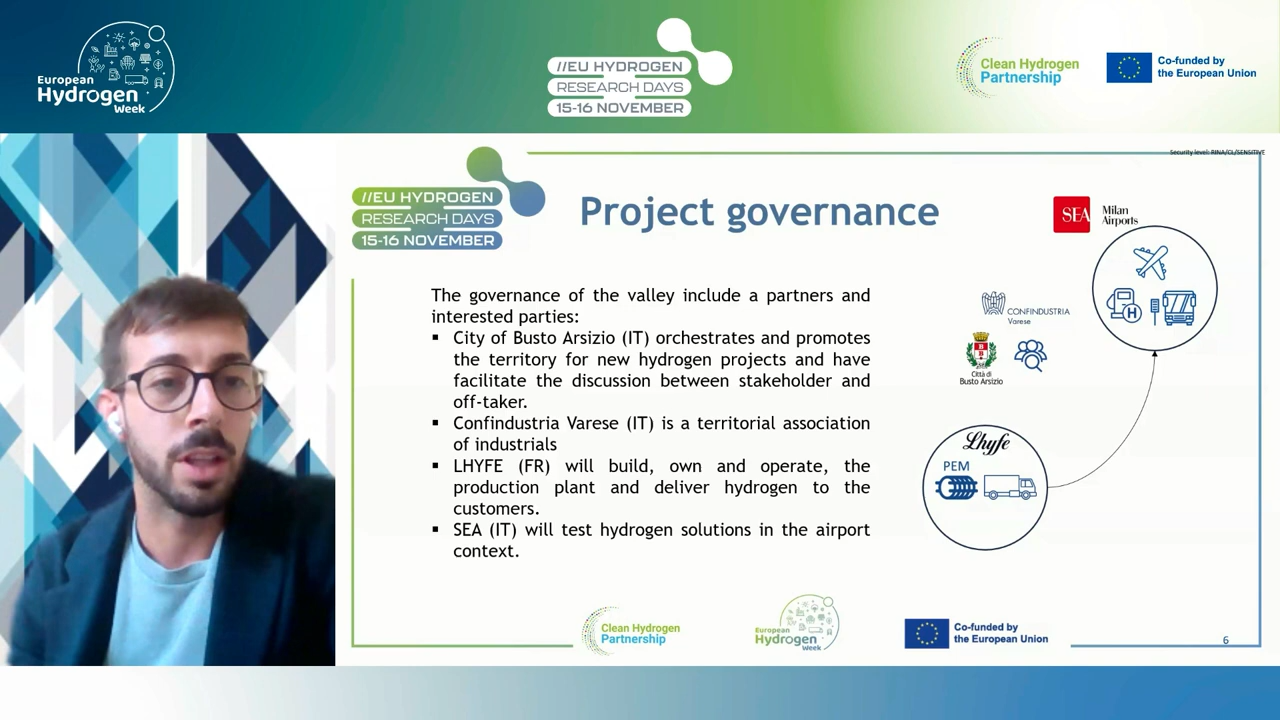 European
Hydrogen
Week
//EU HYDROGEN
RESEARCH DAYS
15-16 NOVEMBER
Clean Hydrogen
Partnership
Co-funded by
the European Union
Security level: RINA/CL/SENSITIVE
//EU HYDROGEN
RESEARCH DAYS
15-16 NOVEMBER
Project governance
SEA
Milan
Airports
The governance of the valley include a partners and
interested parties:
▪ City of Busto Arsizio (IT) orchestrates and promotes
the territory for new hydrogen projects and have
facilitate the discussion between stakeholder and
off-taker.
▪ Confindustria Varese (IT) is a territorial association
of industrials
▪ LHYFE (FR) will build, own and operate, the
production plant and deliver hydrogen to the
customers.
▪ SEA (IT) will test hydrogen solutions in the airport
context.
H
CONFINDUSTRIA
Varese
Città di
Busto Arsizio
Lhyfe
PEM
Clean Hydrogen
Partnership
European
Hydrogen
Week
Co-funded by
the European Union
6